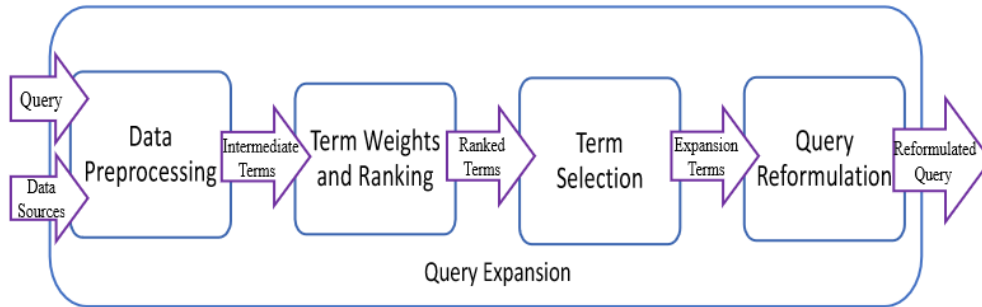 Query
Data
Sources
Data
Preprocessing
Intermediate
Terms
Term Weights
and Ranking
Ranked
Terms
Term
Selection
Expansion
Terms
Query
Reformulation
Reformulated
Query
Query Expansion